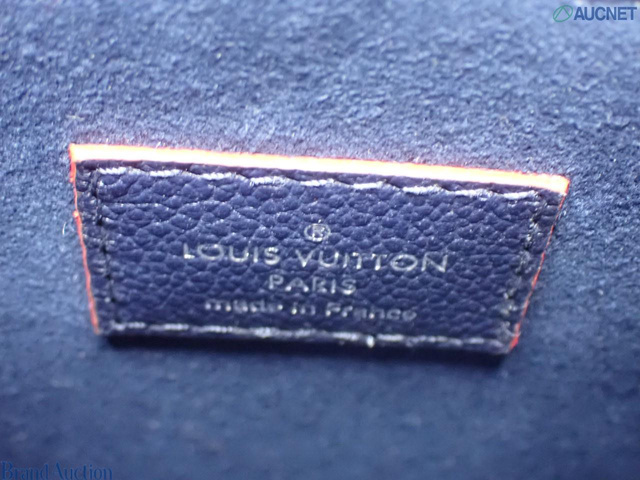 AUCNET
®
LOUIS VUITTON
PARIS
made in France
Brand Auction